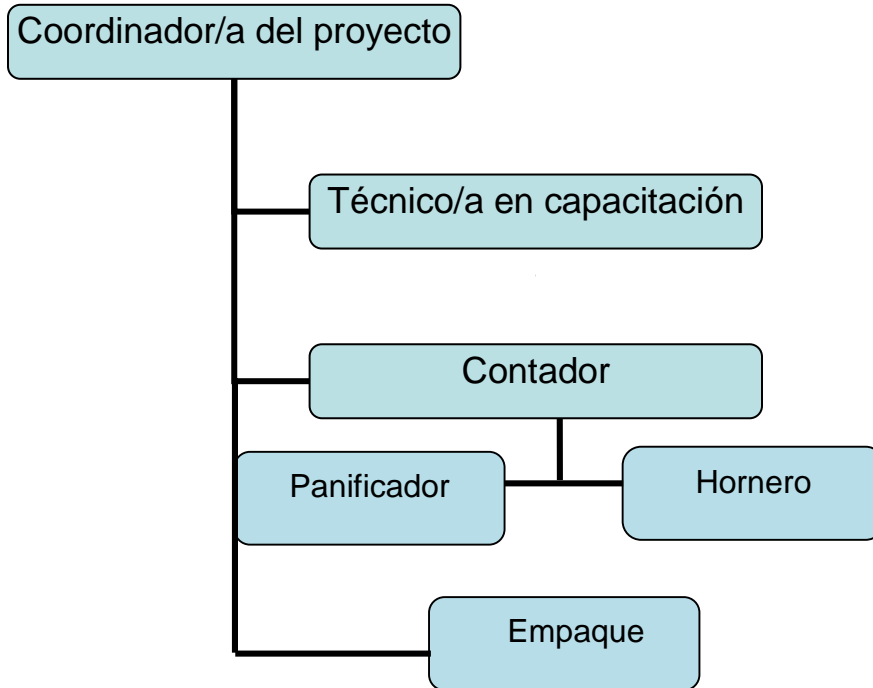 Coordinador/a del proyecto
Técnico/a en capacitación
Contador
Panificador
Hornero
Empaque